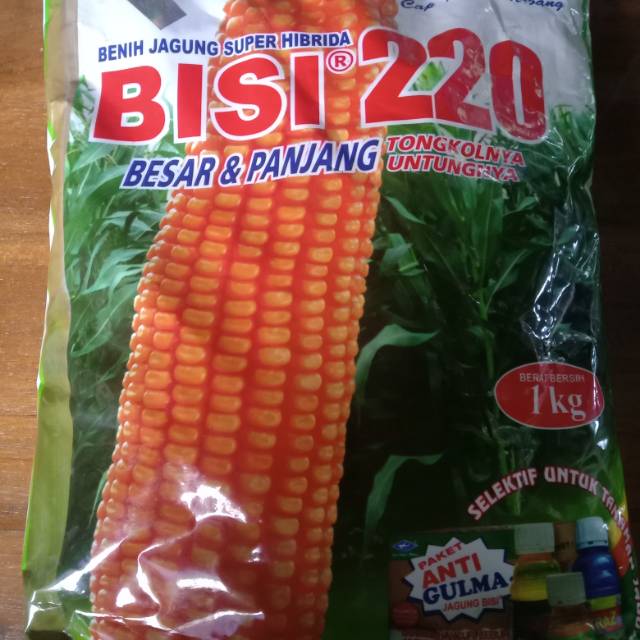 Cap
BENIH JAGUNG SUPER HIBRIDA
BISI® 220
BESAR & PANJANG TONGKOLNYA
UNTUNGNYA
BERAT BERSIH
1 kg
SELEKTIF UNTUK
PAKET
ANTI
GULMA
JAGUNG BISI